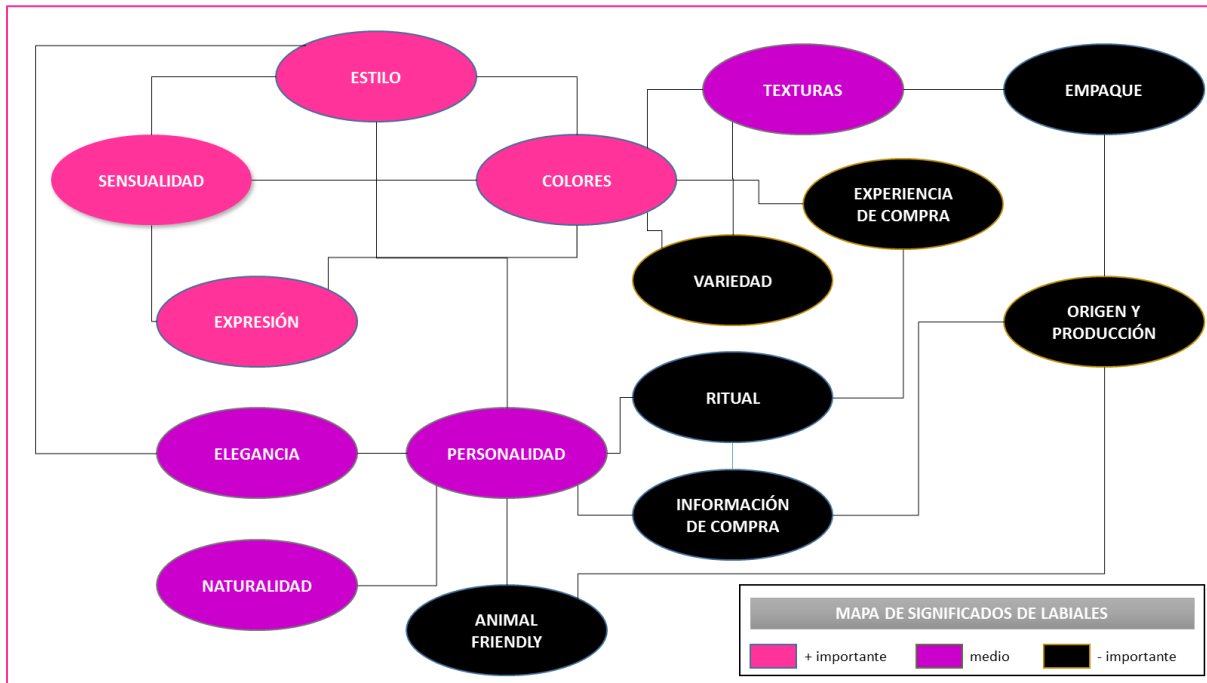 ESTILO
TEXTURAS
EMPAQUE
SENSUALIDAD
COLORES
EXPERIENCIA
DE COMPRA
VARIEDAD
EXPRESIÓN
ORIGEN Y
PRODUCCIÓN
RITUAL
ELEGANCIA
PERSONALIDAD
INFORMACIÓN
DE COMPRA
NATURALIDAD
ANIMAL
FRIENDLY
MAPA DE SIGNIFICADOS DE LABIALES
+ importante
medio
- importante